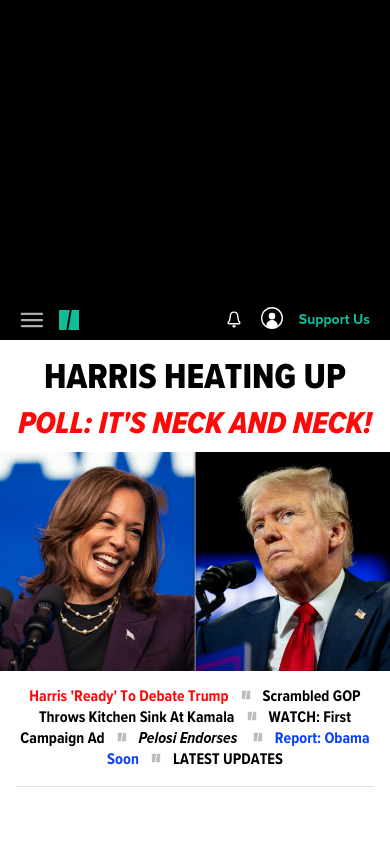 Support Us
HARRIS HEATING UP
POLL: IT'S NECK AND NECK!
Harris 'Ready' To Debate Trump Scrambled GOP
Throws Kitchen Sink At Kamala WATCH: First
Campaign Ad Pelosi Endorses Report: Obama
Soon LATEST UPDATES